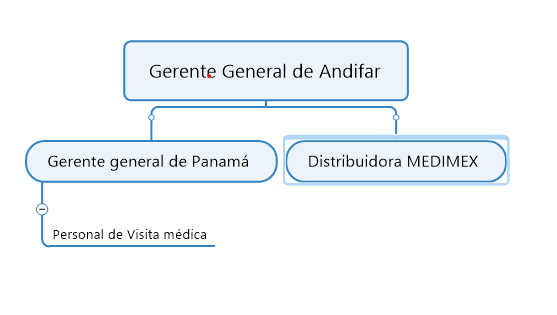 Gerente General de Andifar
Gerente general de Panamá
Distribuidora MEDIMEX
Personal de Visita médica